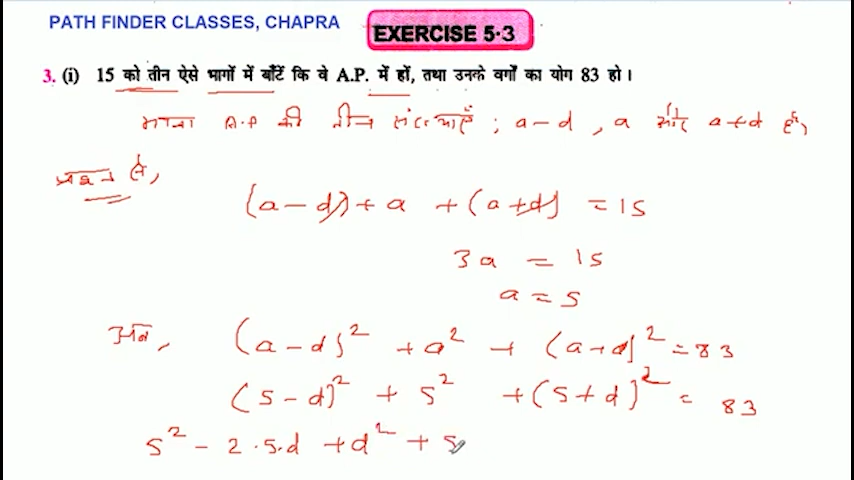 PATH FINDER CLASSES, CHAPRA
EXERCISE 5·3
3. (i) 15 को तीन ऐसे भागों में बाँटें कि वे A.P. में हों, तथा उनके वर्गों का योग 83 हो।
माना A.P की तीन संख्याएँ ; a-d , a और a+d हैं,
प्रश्न से,
(a-d) + a + (a+d) = 15
3a = 15
a = 5
अब, (a-d)² + a² + (a+d)² = 83
(5-d)² + 5² + (5+d)² = 83
5² - 2·5·d + d² + 5